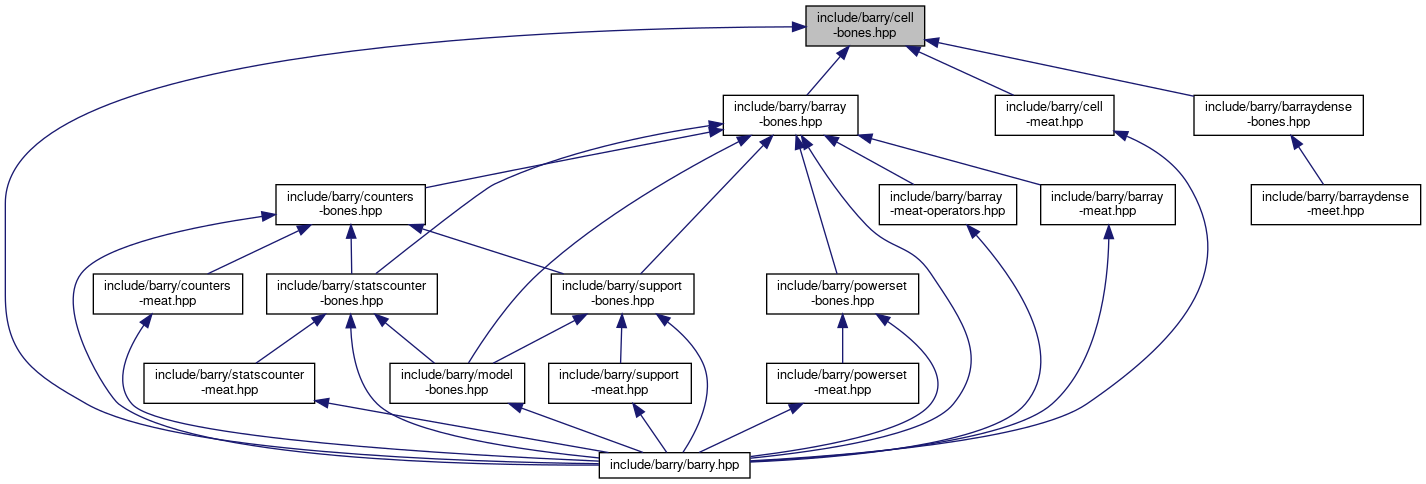 include/barry/cell
-bones.hpp
include/barry/barray
-bones.hpp
include/barry/cell
-meat.hpp
include/barry/barraydense
-bones.hpp
include/barry/counters
-bones.hpp
include/barry/barray
-meat-operators.hpp
include/barry/barray
-meat.hpp
include/barry/barraydense
-meet.hpp
include/barry/counters
-meat.hpp
include/barry/statscounter
-bones.hpp
include/barry/support
-bones.hpp
include/barry/powerset
-bones.hpp
include/barry/statscounter
-meat.hpp
include/barry/model
-bones.hpp
include/barry/support
-meat.hpp
include/barry/powerset
-meat.hpp
include/barry/barry.hpp